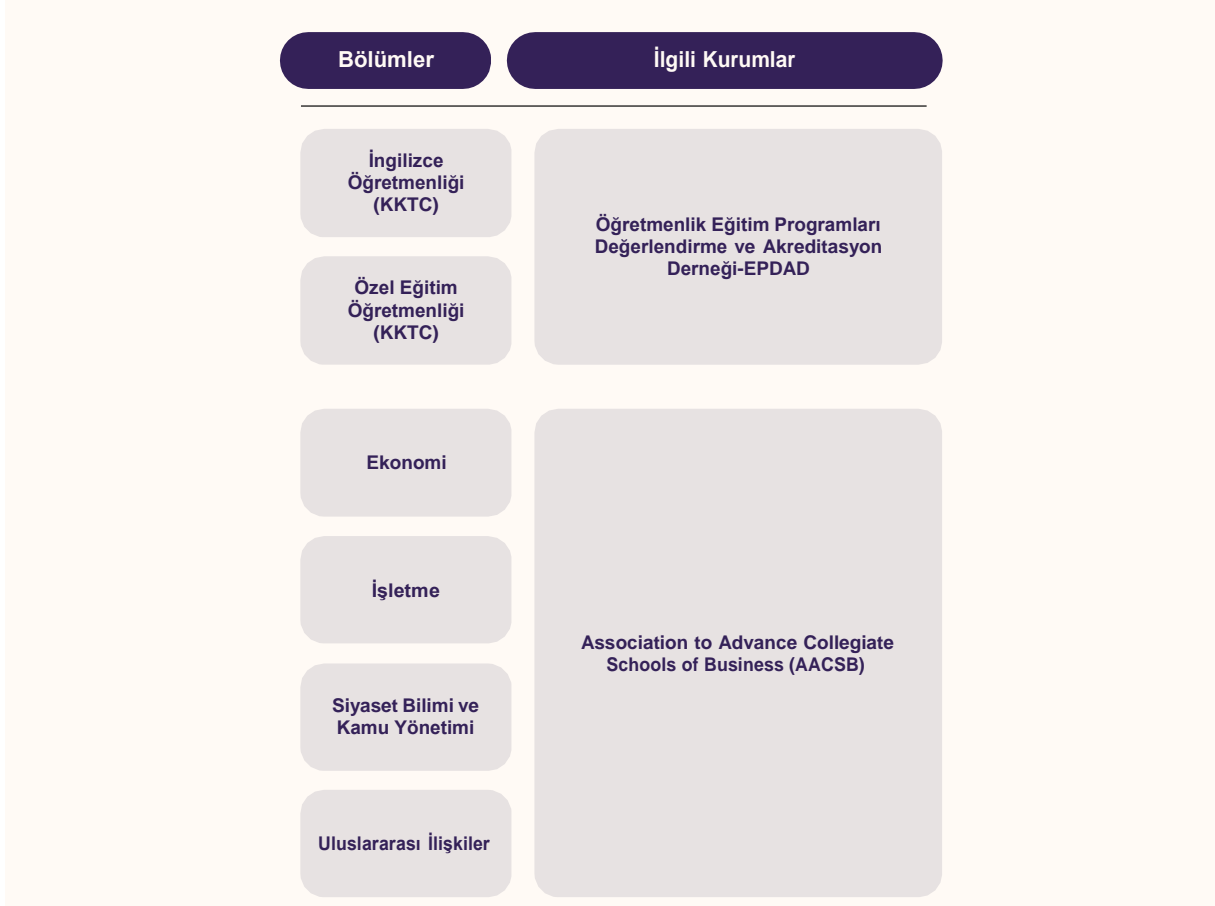 Bölümler
İlgili Kurumlar
İngilizce
Öğretmenliği
(KKTC)
Özel Eğitim
Öğretmenliği
(KKTC)
Öğretmenlik Eğitim Programları
Değerlendirme ve Akreditasyon
Derneği-EPDAD
Ekonomi
İşletme
Siyaset Bilimi ve
Kamu Yönetimi
Uluslararası İlişkiler
Association to Advance Collegiate
Schools of Business (AACSB)